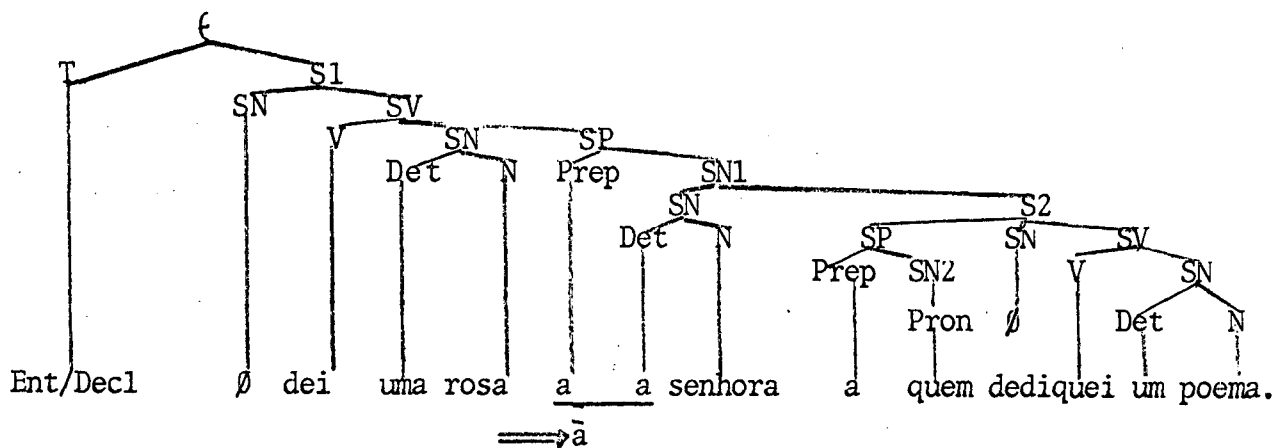 ɛ
T S1
SN SV
V SN SP
Det N Prep SN1
SN S2
Det N SP SN SV
Prep SN2 V SN
Pron Ø Det N
Ent/Decl Ø dei uma rosa a a senhora a quem dediquei um poema.
⟹ à